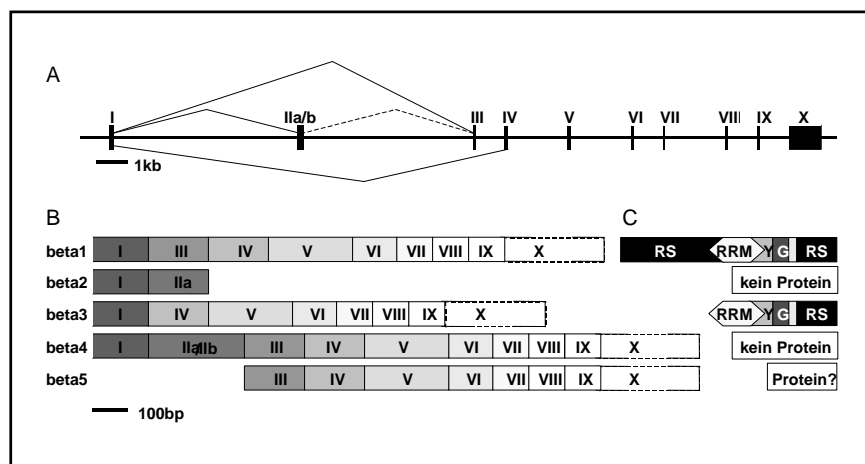 A
I IIa/b III IV V VI VII VIII IX X
1kb
B C
beta1 I III IV V VI VII VIII IX X RS RRM Y G RS
beta2 I IIa kein Protein
beta3 I IV V VI VII VIII IX X RRM Y G RS
beta4 I IIa/IIb III IV V VI VII VIII IX X kein Protein
beta5 III IV V VI VII VIII IX X Protein?
100bp